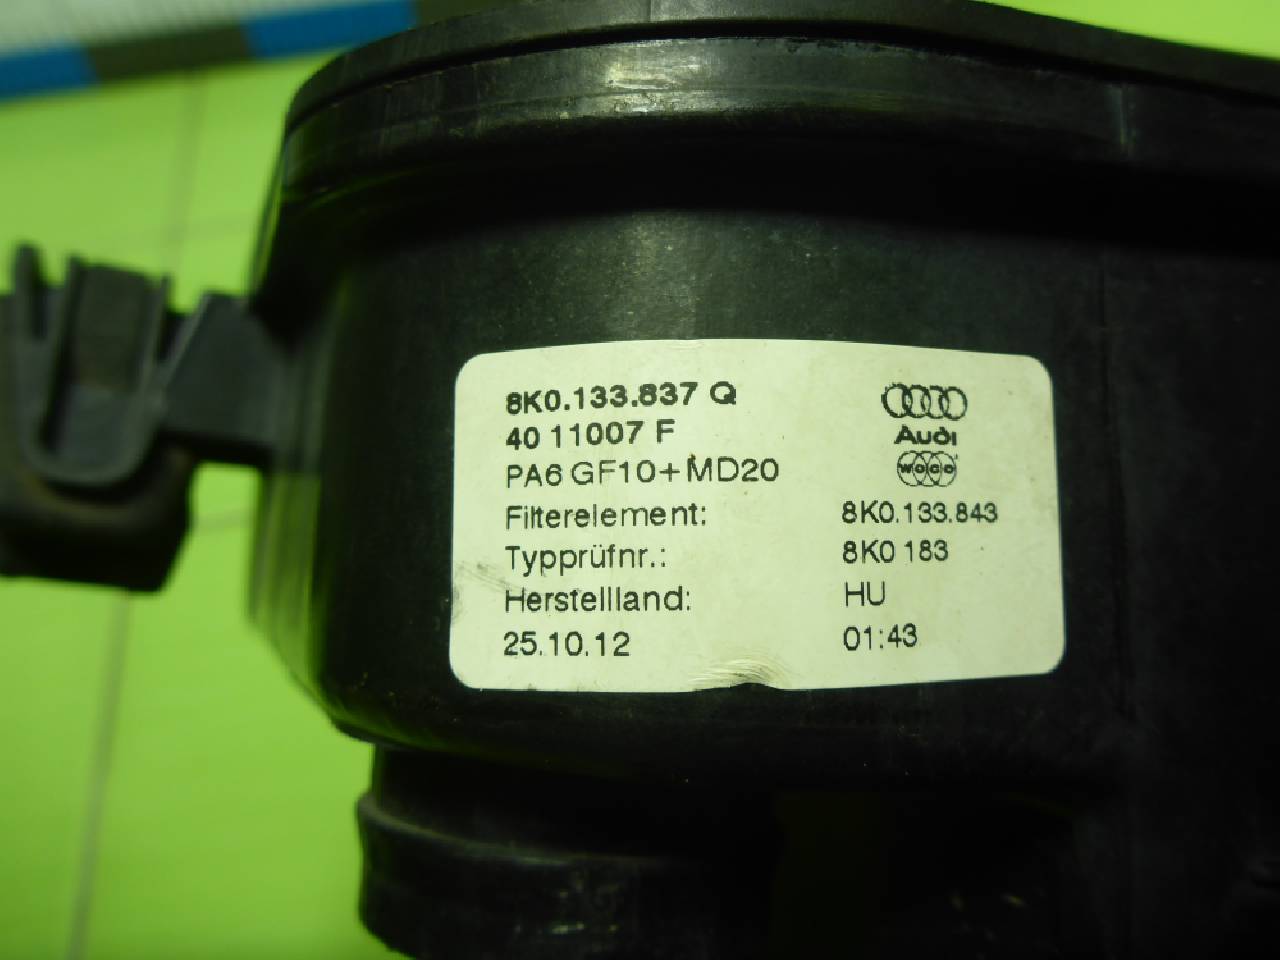 8K0.133.837 Q
40 11007 F
Audi
PA6 GF10+MD20
WOCO
Filterelement: 8K0.133.843
Typprüfnr.: 8K0 183
Herstellland: HU
25.10.12 01:43